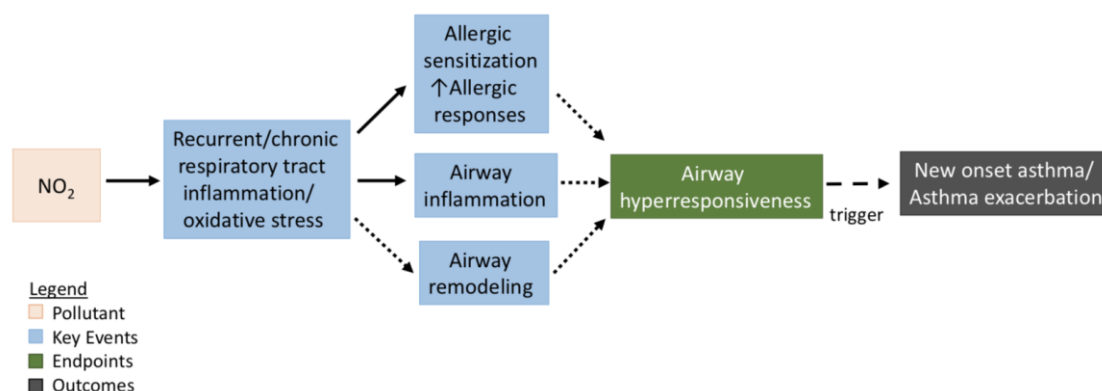 Allergic
sensitization
↑Allergic
responses
Recurrent/chronic
respiratory tract
inflammation/
oxidative stress
NO₂
Airway
inflammation
Airway
hyperresponsiveness
trigger
New onset asthma/
Asthma exacerbation
Airway
remodeling
Legend
Pollutant
Key Events
Endpoints
Outcomes